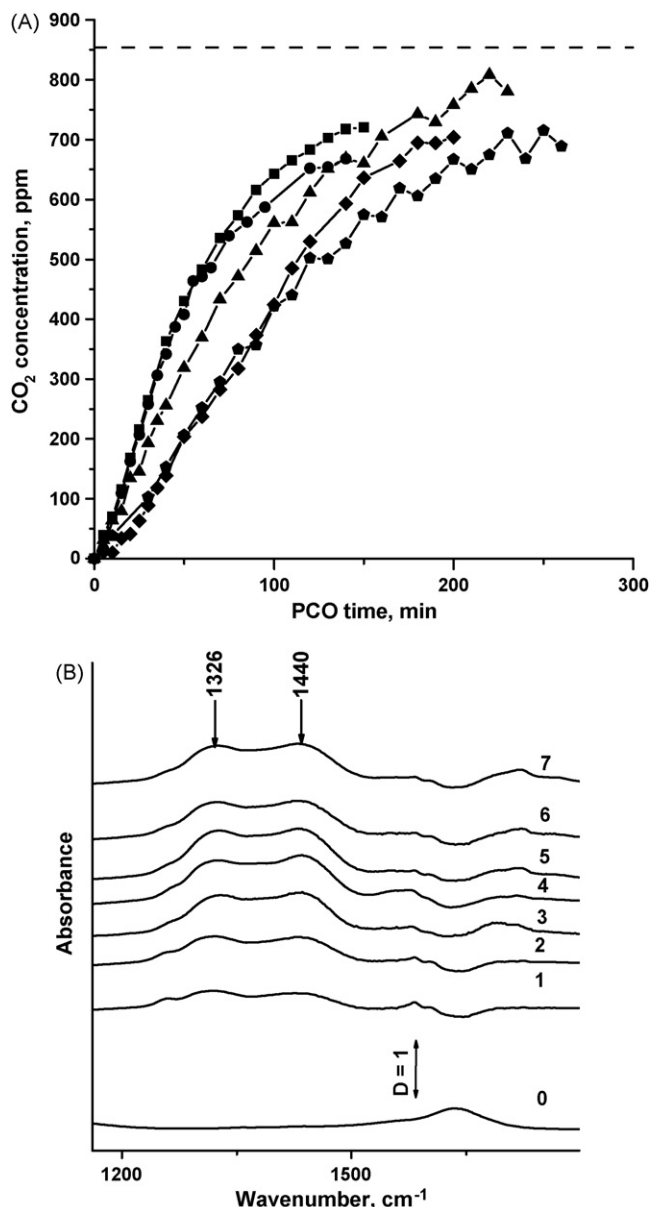 (A)
900
800
700
600
500
400
300
200
100
0
CO₂ concentration, ppm
0 100 200 300
PCO time, min
(B)
1326
1440
Absorbance
7
6
5
4
3
2
1
D = 1
0
1200 1500
Wavenumber, cm⁻¹